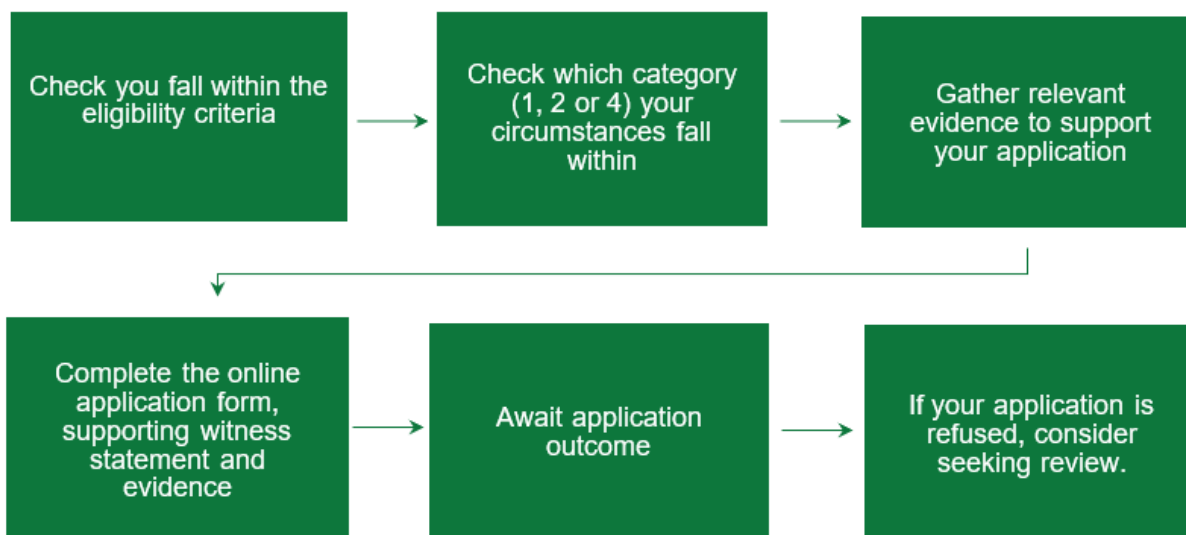 Check you fall within the
eligibility criteria
Check which category
(1, 2 or 4) your
circumstances fall
within
Gather relevant
evidence to support
your application
Complete the online
application form,
supporting witness
statement and
evidence
Await application
outcome
If your application is
refused, consider
seeking review.